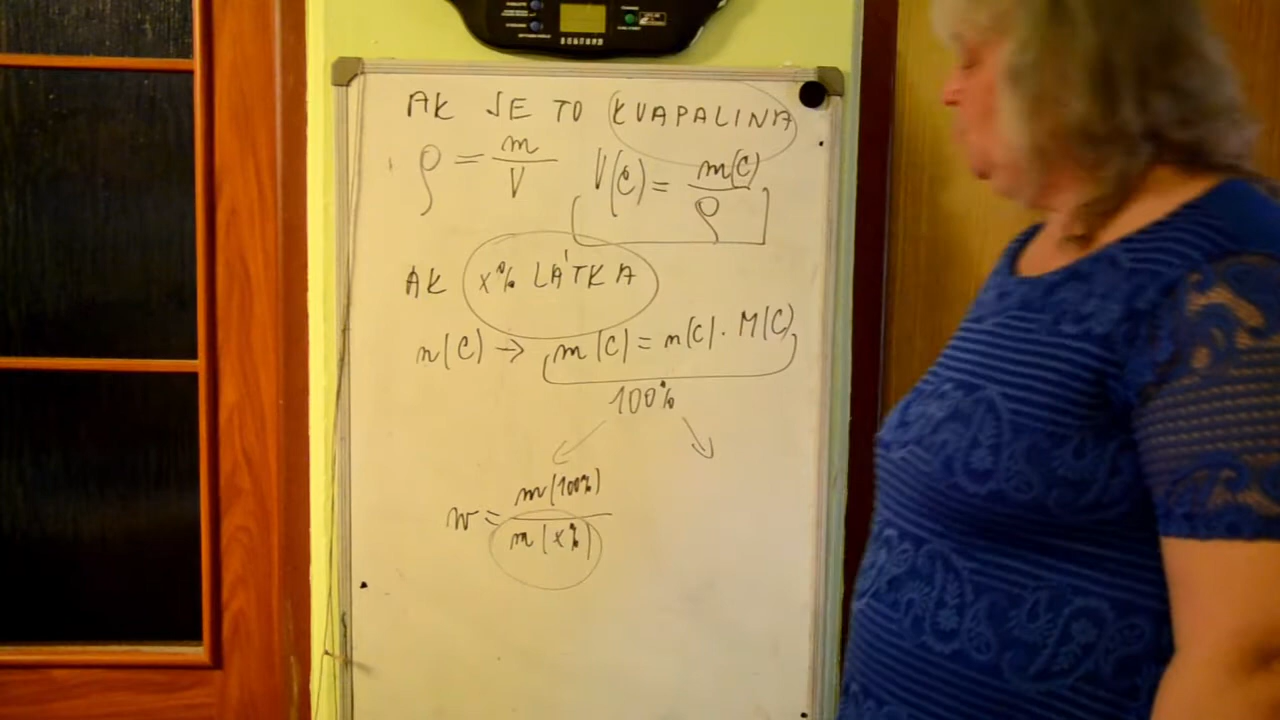 AK JE TO KVAPALINA
ρ = m / V V(C) = m(C) / ρ
AK x% LÁTKA
n(C) → m(C) = n(C) . M(C)
100%
w = m(100%) / m(x%)